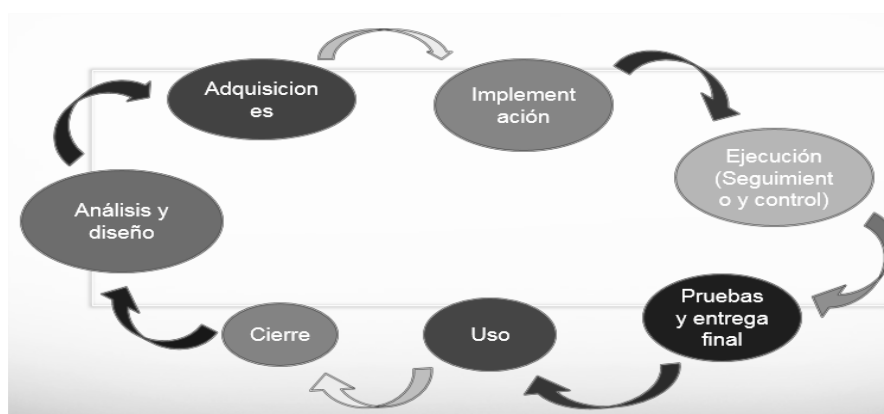 Adquisicion
es
Implement
ación
Ejecución
(Seguimient
o y control)
Análisis y
diseño
Pruebas
y entrega
final
Uso
Cierre